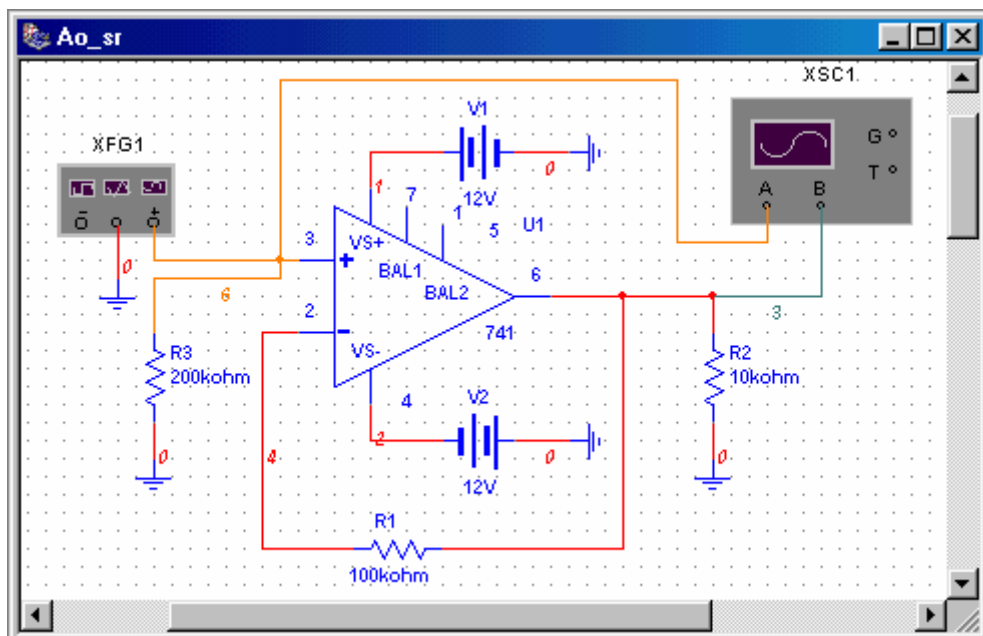 Ao_sr
XSC1
XFG1
V1
G
T
A B
12V
0
1
7
1
5
U1
3
VS+
BAL1
BAL2
6
0
6
2
VS-
741
3
R3
200kohm
R2
10kohm
4
V2
2
0
12V
0
4
0
R1
100kohm